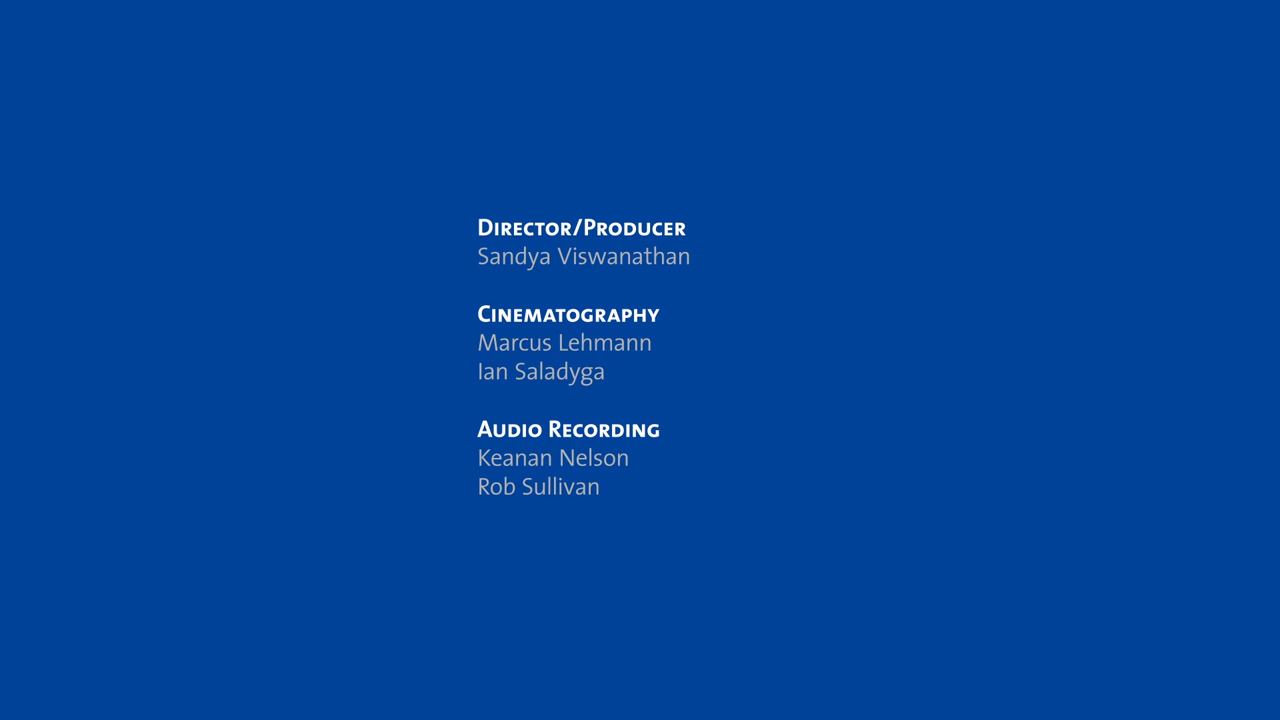 Director/Producer
Sandya Viswanathan
Cinematography
Marcus Lehmann
Ian Saladyga
Audio Recording
Keanan Nelson
Rob Sullivan